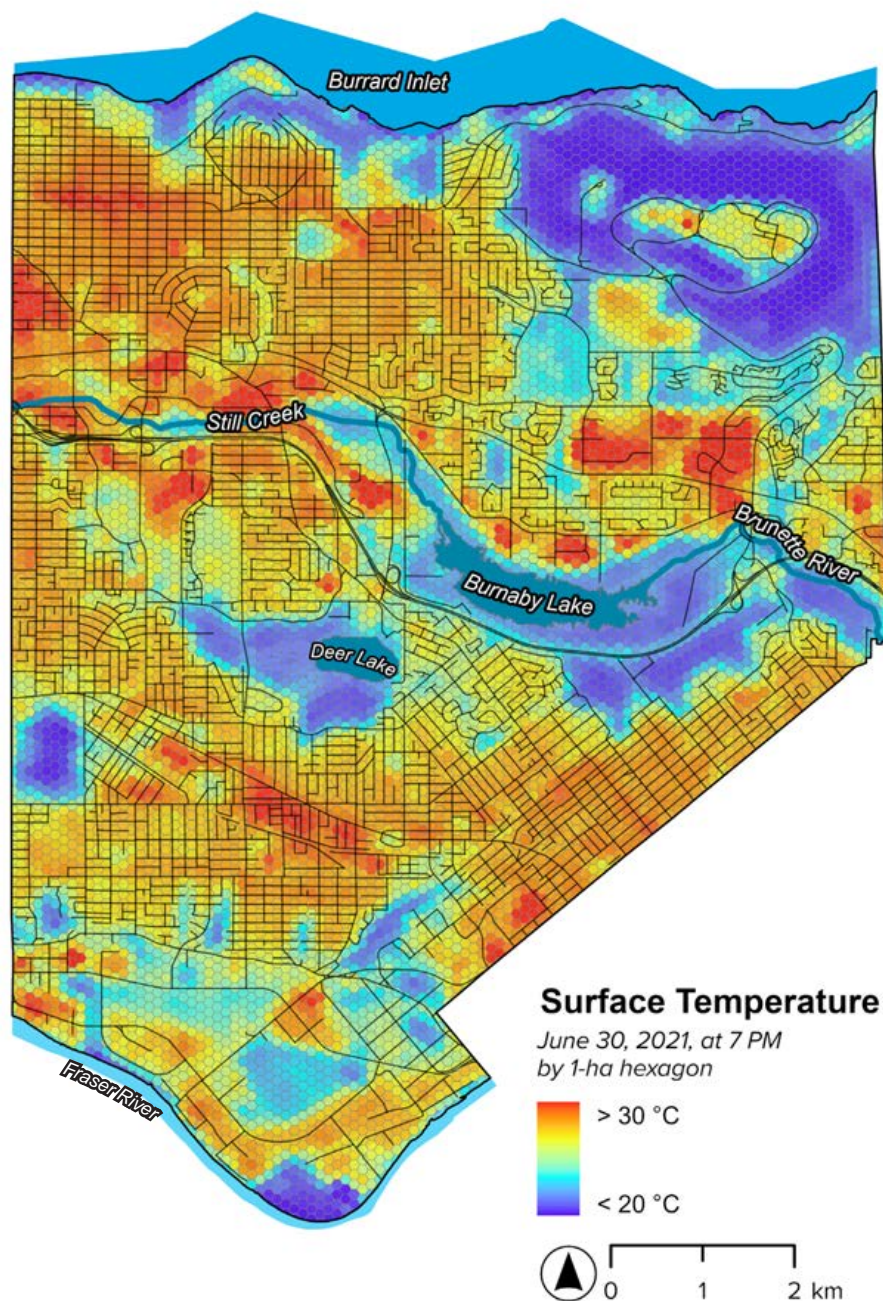 Burrard Inlet
Still Creek
Brunette River
Burnaby Lake
Deer Lake
Fraser River
Surface Temperature
June 30, 2021, at 7 PM
by 1-ha hexagon
> 30 °C
< 20 °C
0 1 2 km